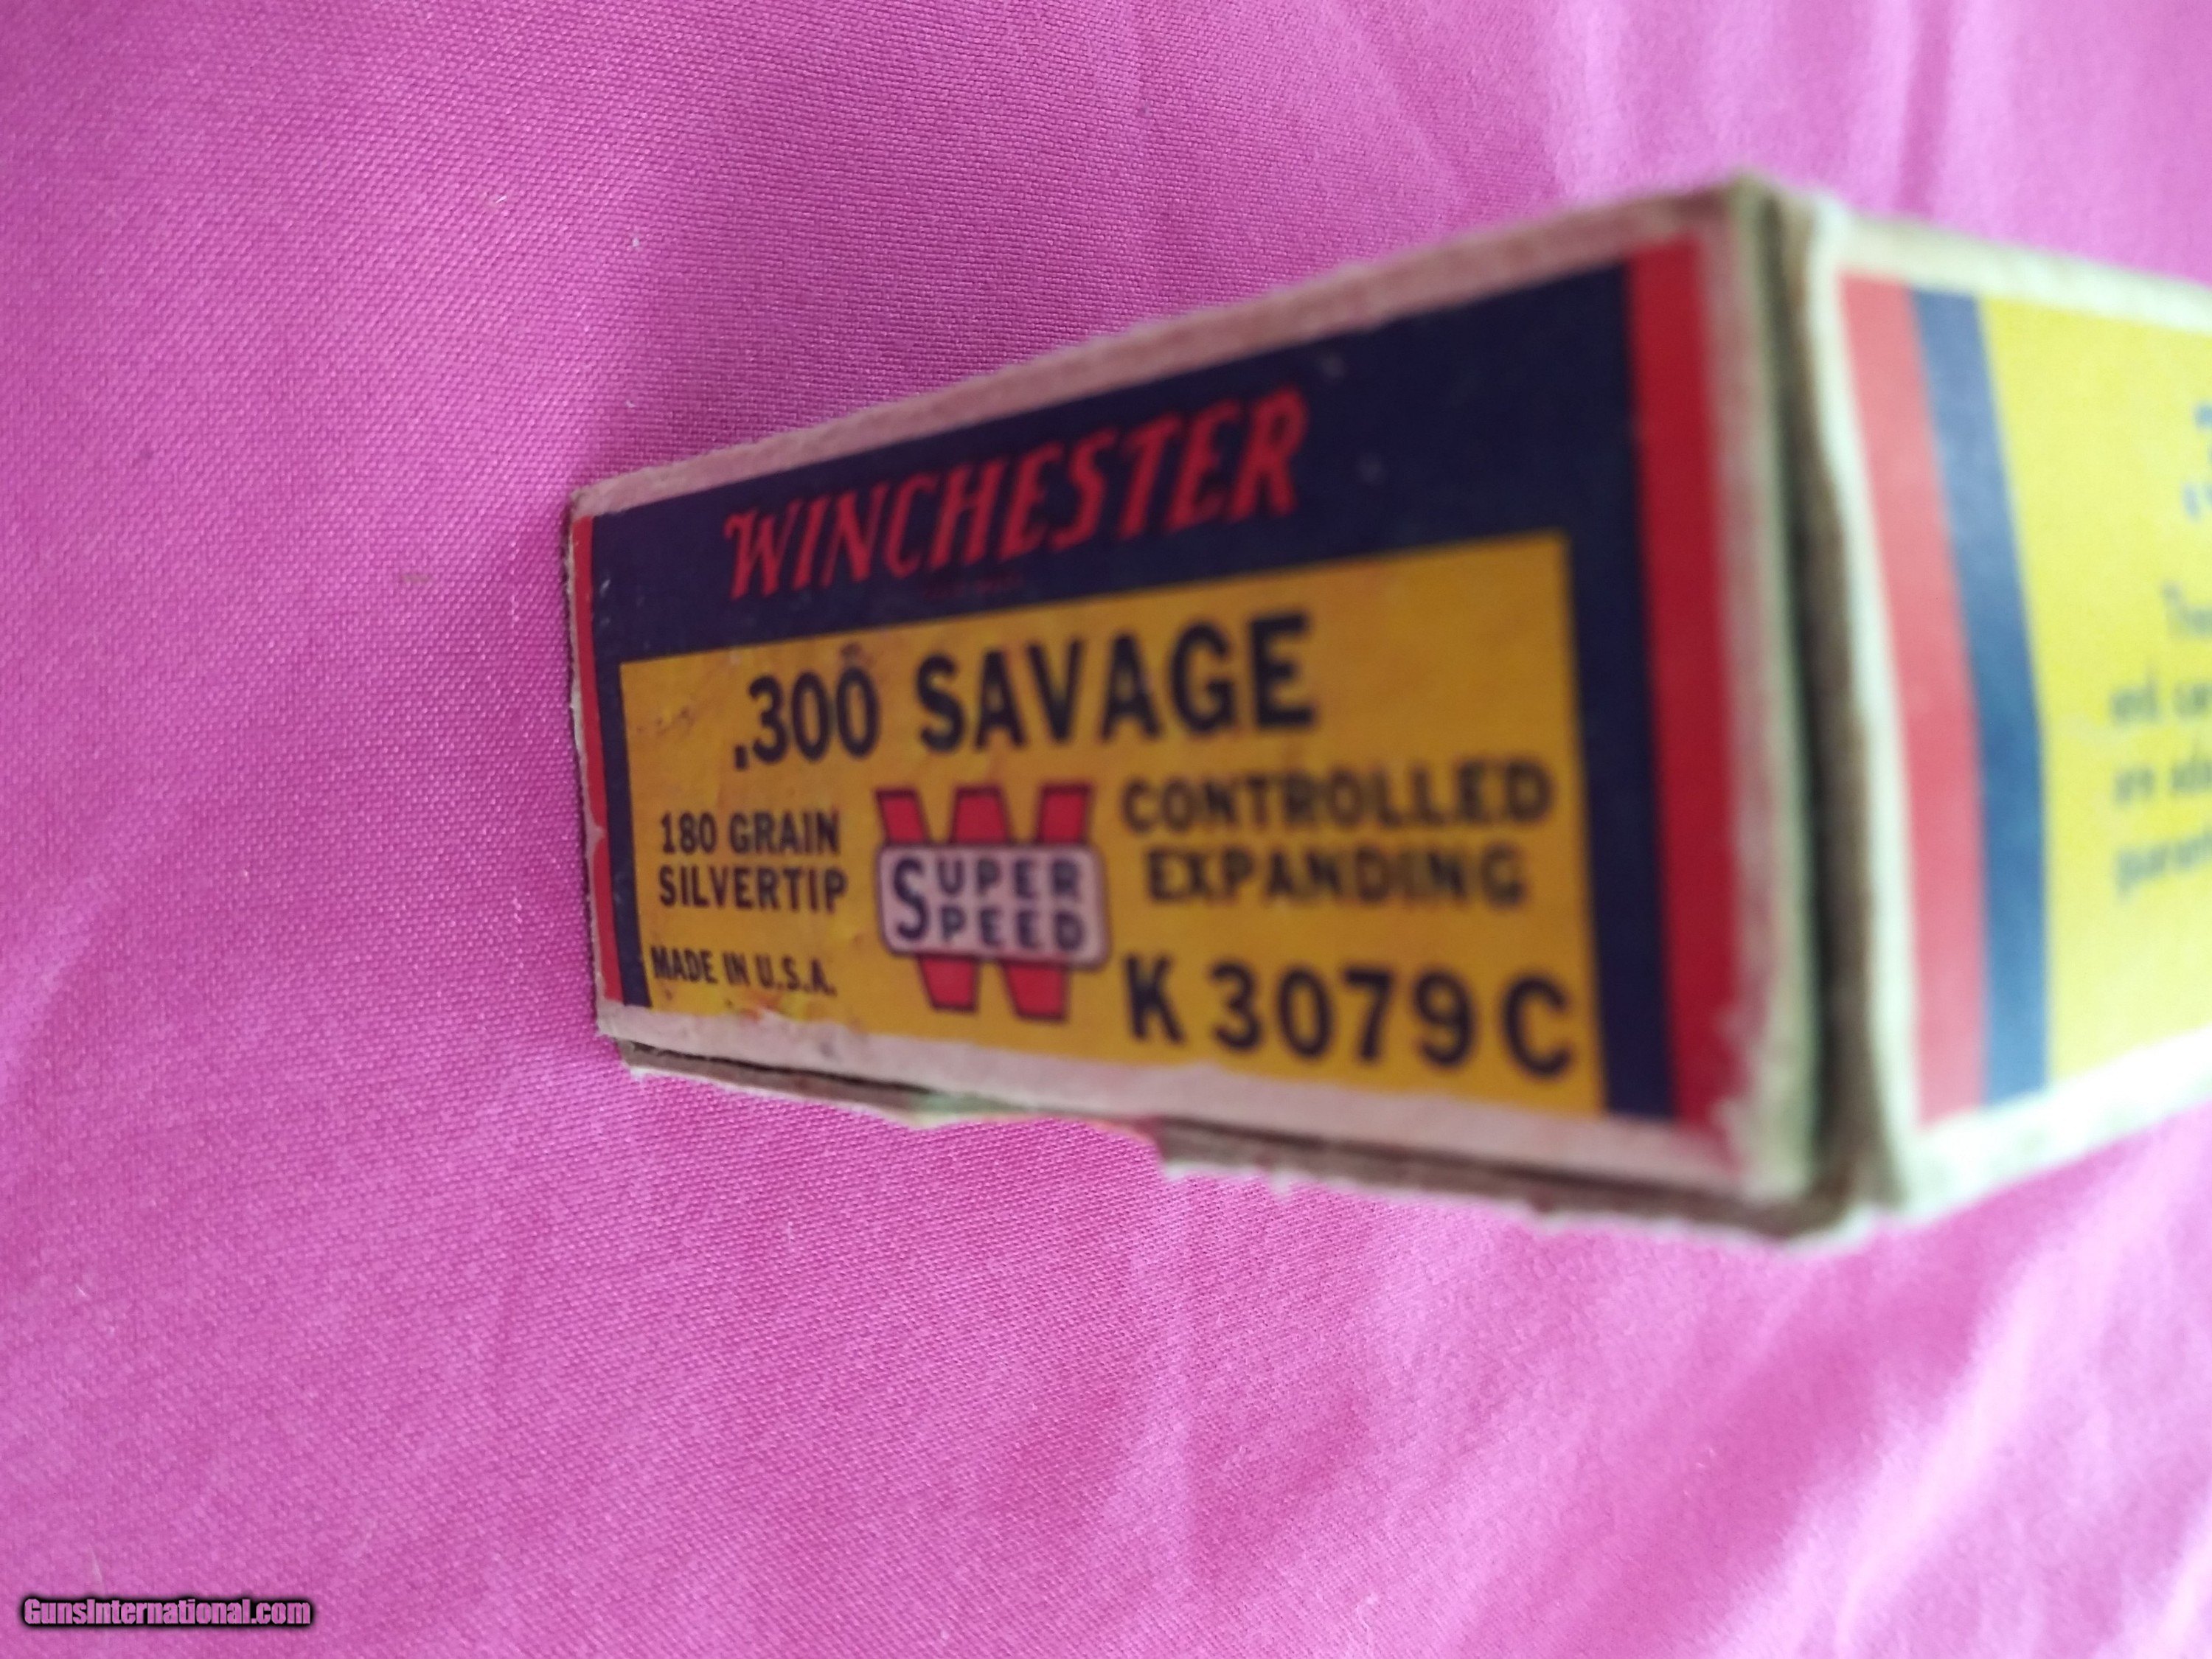 WINCHESTER
.300 SAVAGE
180 GRAIN
SILVERTIP
SUPER
SPEED
W
CONTROLLED
EXPANDING
MADE IN U.S.A.
K 3079 C
GunsInternational.com